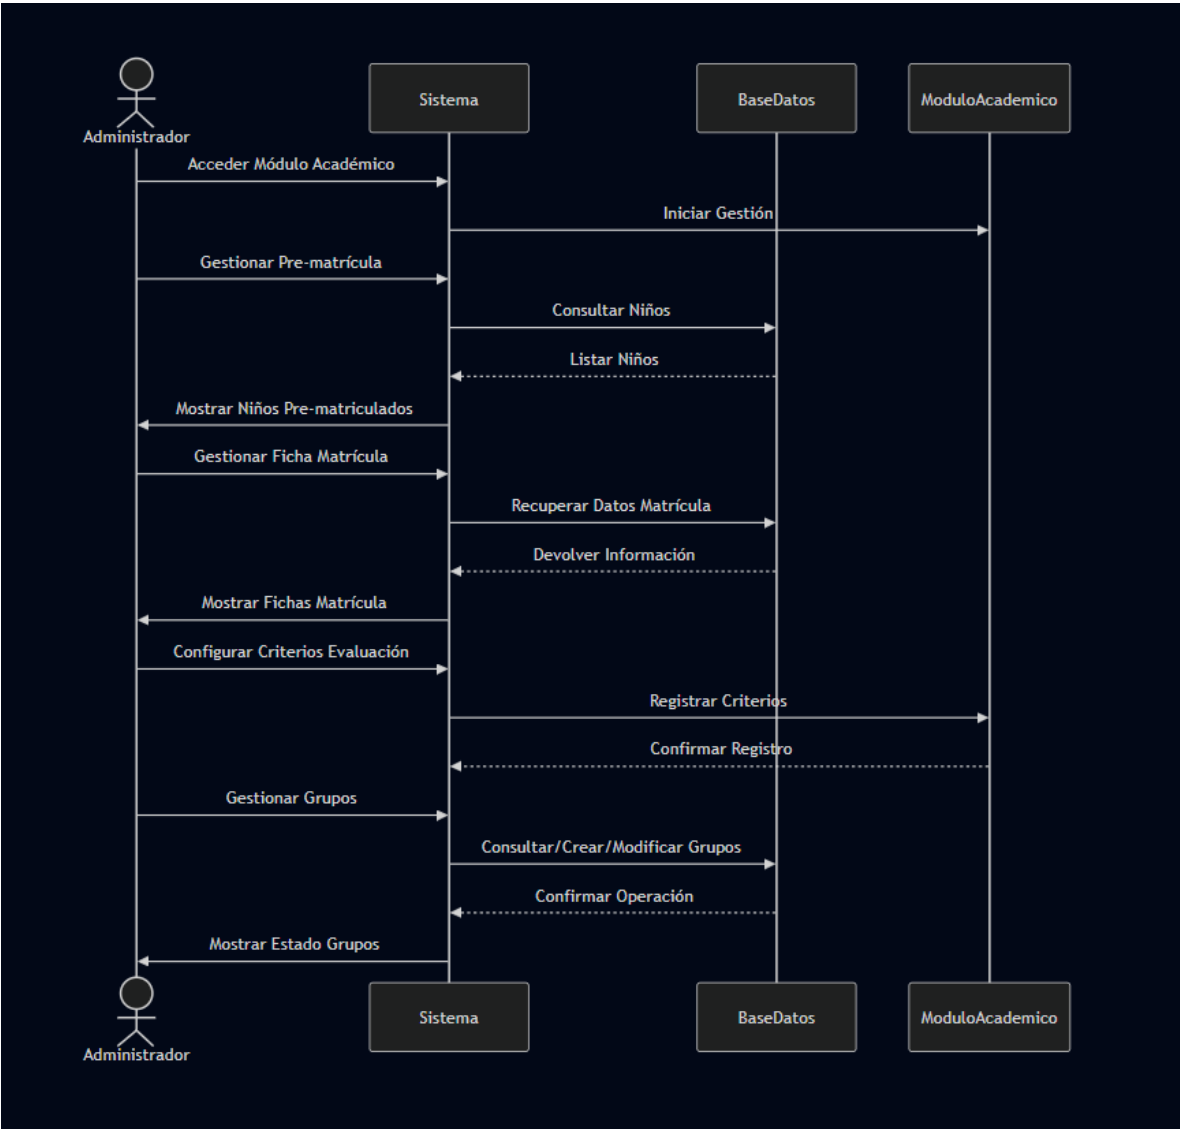 Administrador
Sistema
BaseDatos
ModuloAcademico
Acceder Módulo Académico
Iniciar Gestión
Gestionar Pre-matrícula
Consultar Niños
Listar Niños
Mostrar Niños Pre-matriculados
Gestionar Ficha Matrícula
Recuperar Datos Matrícula
Devolver Información
Mostrar Fichas Matrícula
Configurar Criterios Evaluación
Registrar Criterios
Confirmar Registro
Gestionar Grupos
Consultar/Crear/Modificar Grupos
Confirmar Operación
Mostrar Estado Grupos
Administrador
Sistema
BaseDatos
ModuloAcademico